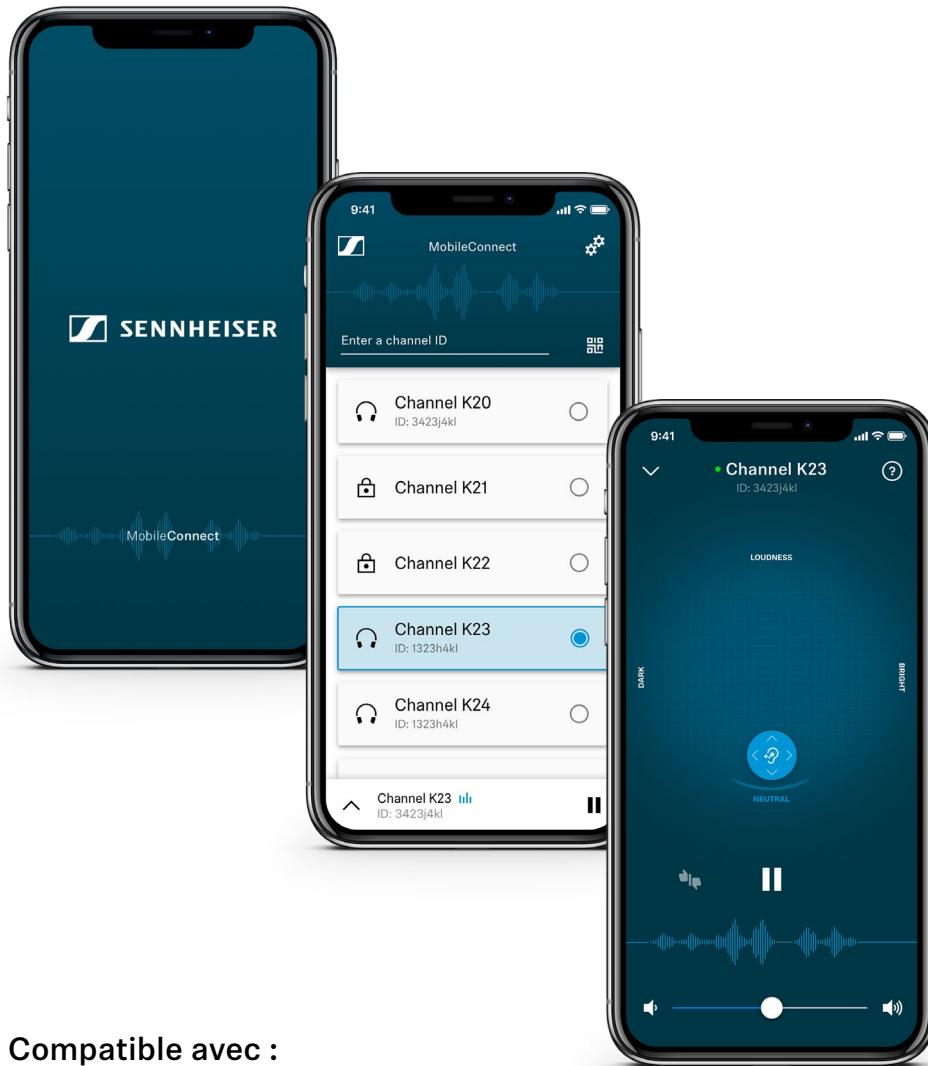 SENNHEISER
MobileConnect
9:41
MobileConnect
Enter a channel ID
Channel K20
ID: 3423j4kl
Channel K21
Channel K22
Channel K23
ID: 1323h4kl
Channel K24
ID: 1323h4kl
Channel K23
ID: 3423j4kl
9:41
Channel K23
?
ID: 3423j4kl
LOUDNESS
DARK
BRIGHT
NEUTRAL
Compatible avec :